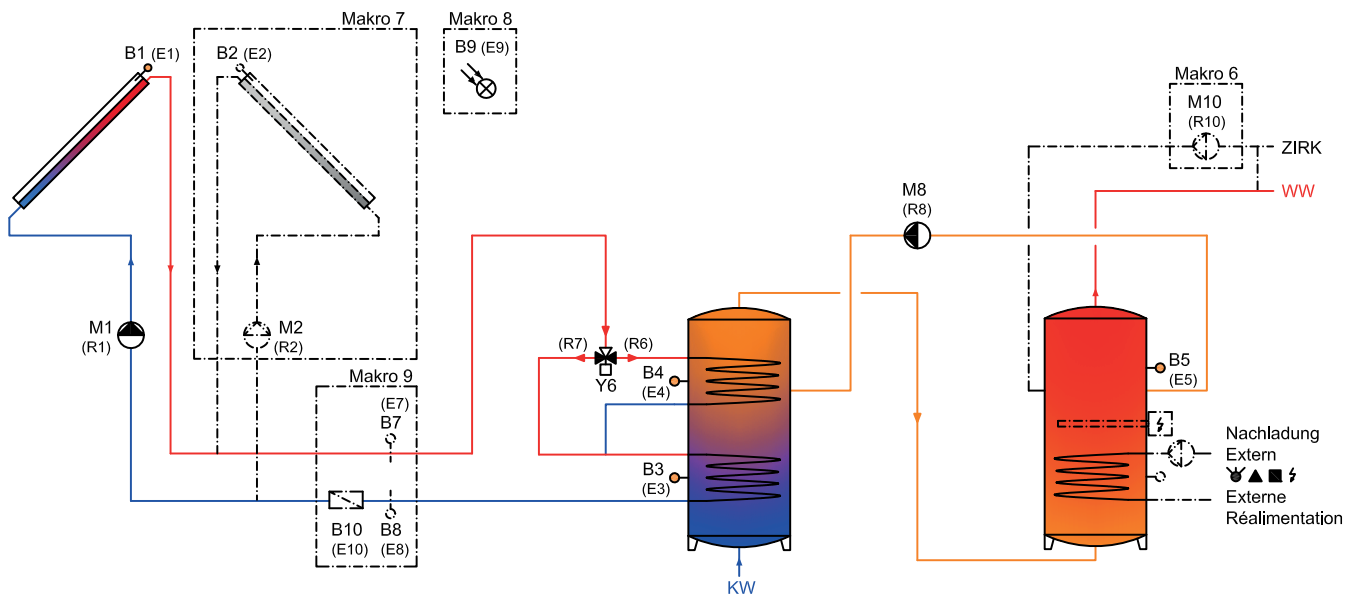 Makro 7
Makro 8
B1 (E1)
B2 (E2)
B9 (E9)
Makro 6
M10
(R10)
ZIRK
WW
M8
(R8)
M1
(R1)
M2
(R2)
(R7)
(R6)
Y6
B4
(E4)
B5
(E5)
Makro 9
(E7)
B7
B3
(E3)
B10
(E10)
B8
(E8)
Nachladung
Extern
Externe
Réalimentation
KW